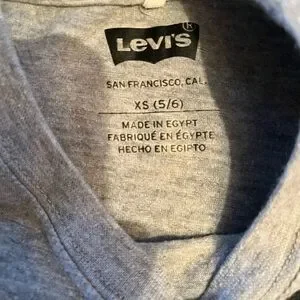 Levi's
R
SAN FRANCISCO, CAL.
XS (5/6)
MADE IN EGYPT
FABRIQUÉ EN ÉGYPTE
HECHO EN EGIPTO